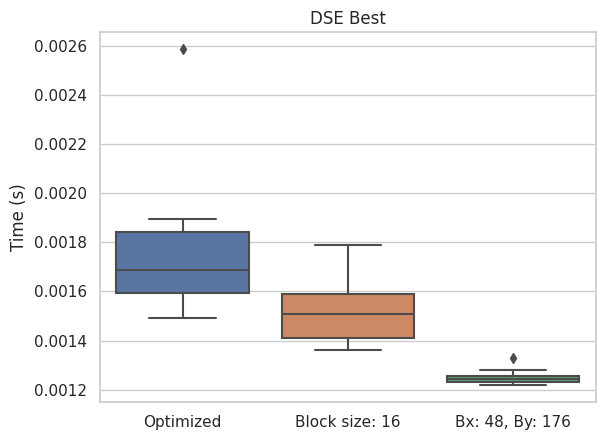 DSE Best
Time (s)
0.0026
0.0024
0.0022
0.0020
0.0018
0.0016
0.0014
0.0012
Optimized
Block size: 16
Bx: 48, By: 176